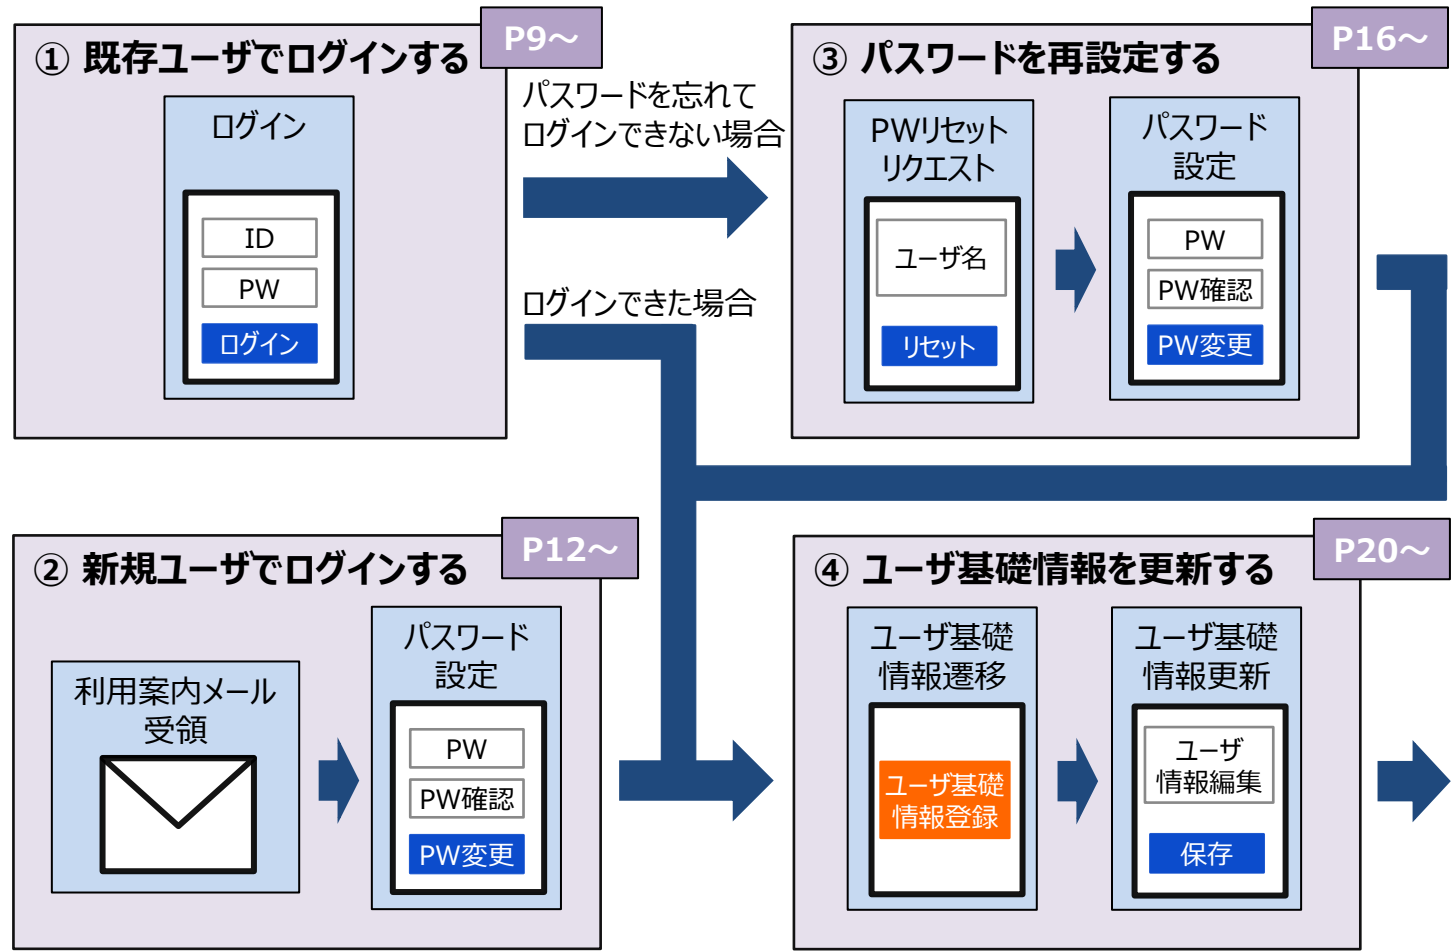 ① 既存ユーザでログインする
P9～
ログイン
ID
PW
ログイン
パスワードを忘れて
ログインできない場合
ログインできた場合
③ パスワードを再設定する
P16～
PWリセット
リクエスト
ユーザ名
リセット
パスワード
設定
PW
PW確認
PW変更
② 新規ユーザでログインする
P12～
利用案内メール
受領
パスワード
設定
PW
PW確認
PW変更
④ ユーザ基礎情報を更新する
P20～
ユーザ基礎
情報遷移
ユーザ基礎
情報登録
ユーザ基礎
情報更新
ユーザ
情報編集
保存